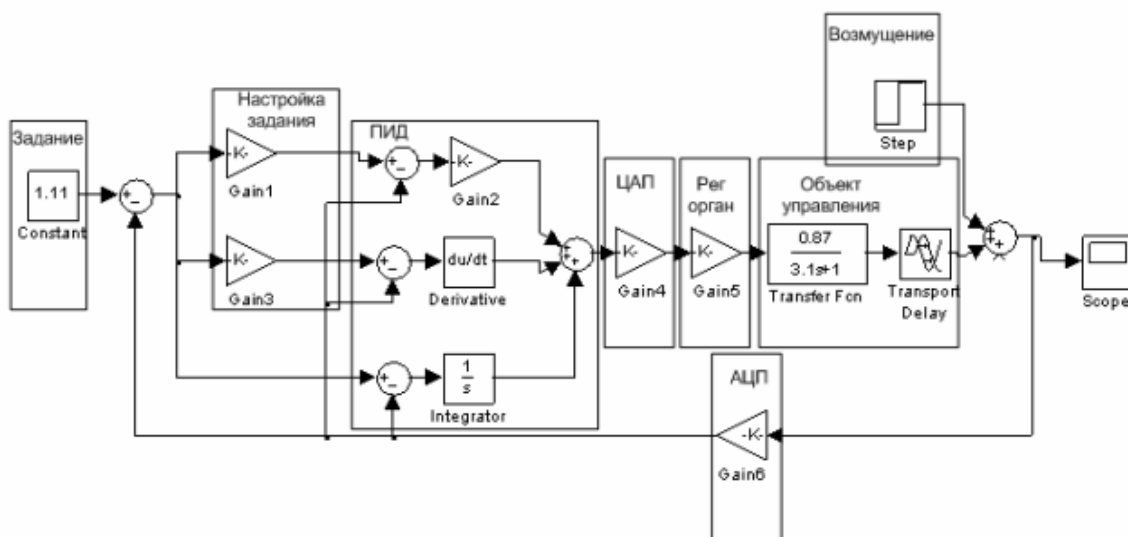 Возмущение
Step
Задание
1.11
Constant
Настройка
задания
-K-
Gain1
-K-
Gain3
ПИД
-K-
Gain2
du/dt
Derivative
1
s
Integrator
ЦАП
K-
Gain4
Рег
орган
K-
Gain5
Объект
управления
0.87
3.1s+1
Transfer Fcn
Transport
Delay
Scope
АЦП
-K-
Gain6